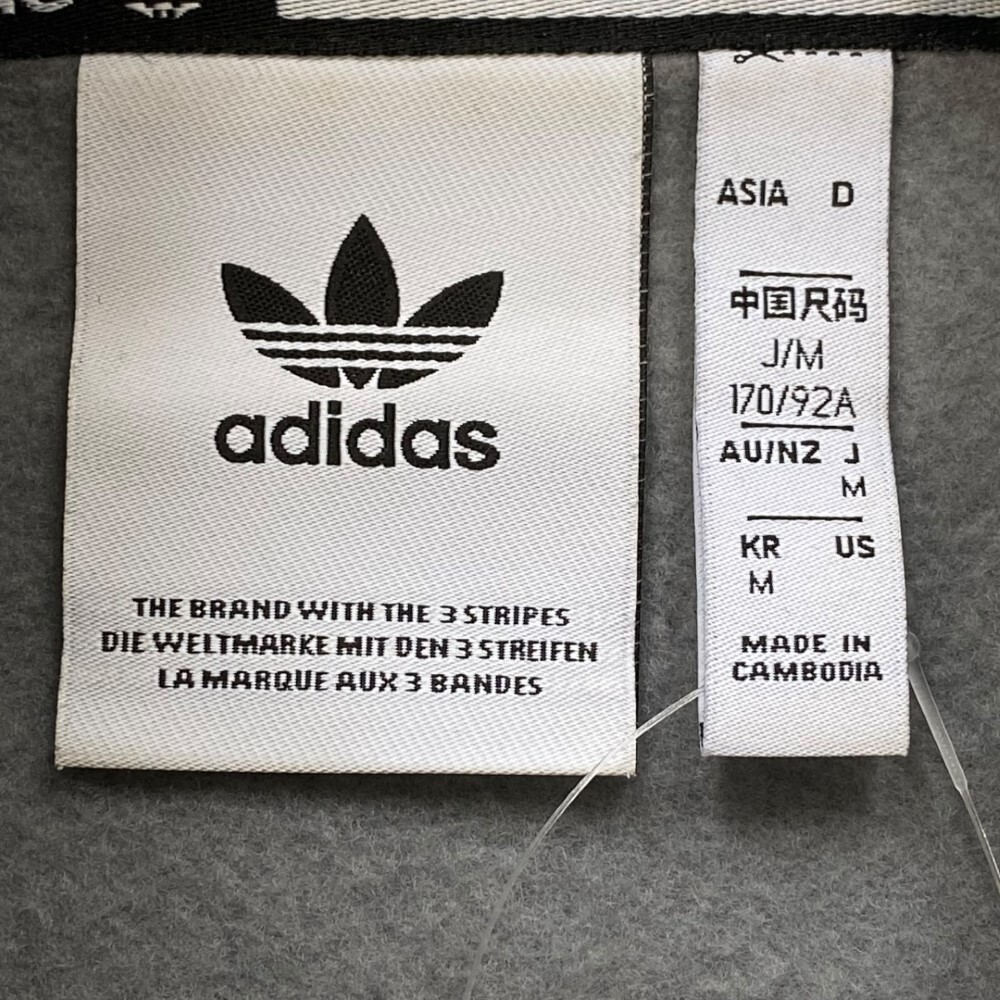 adidas
THE BRAND WITH THE 3 STRIPES
DIE WELTMARKE MIT DEN 3 STREIFEN
LA MARQUE AUX 3 BANDES
ASIA D
中国尺码
J/M
170/92A
AU/NZ J
M
KR US
M
MADE IN
CAMBODIA